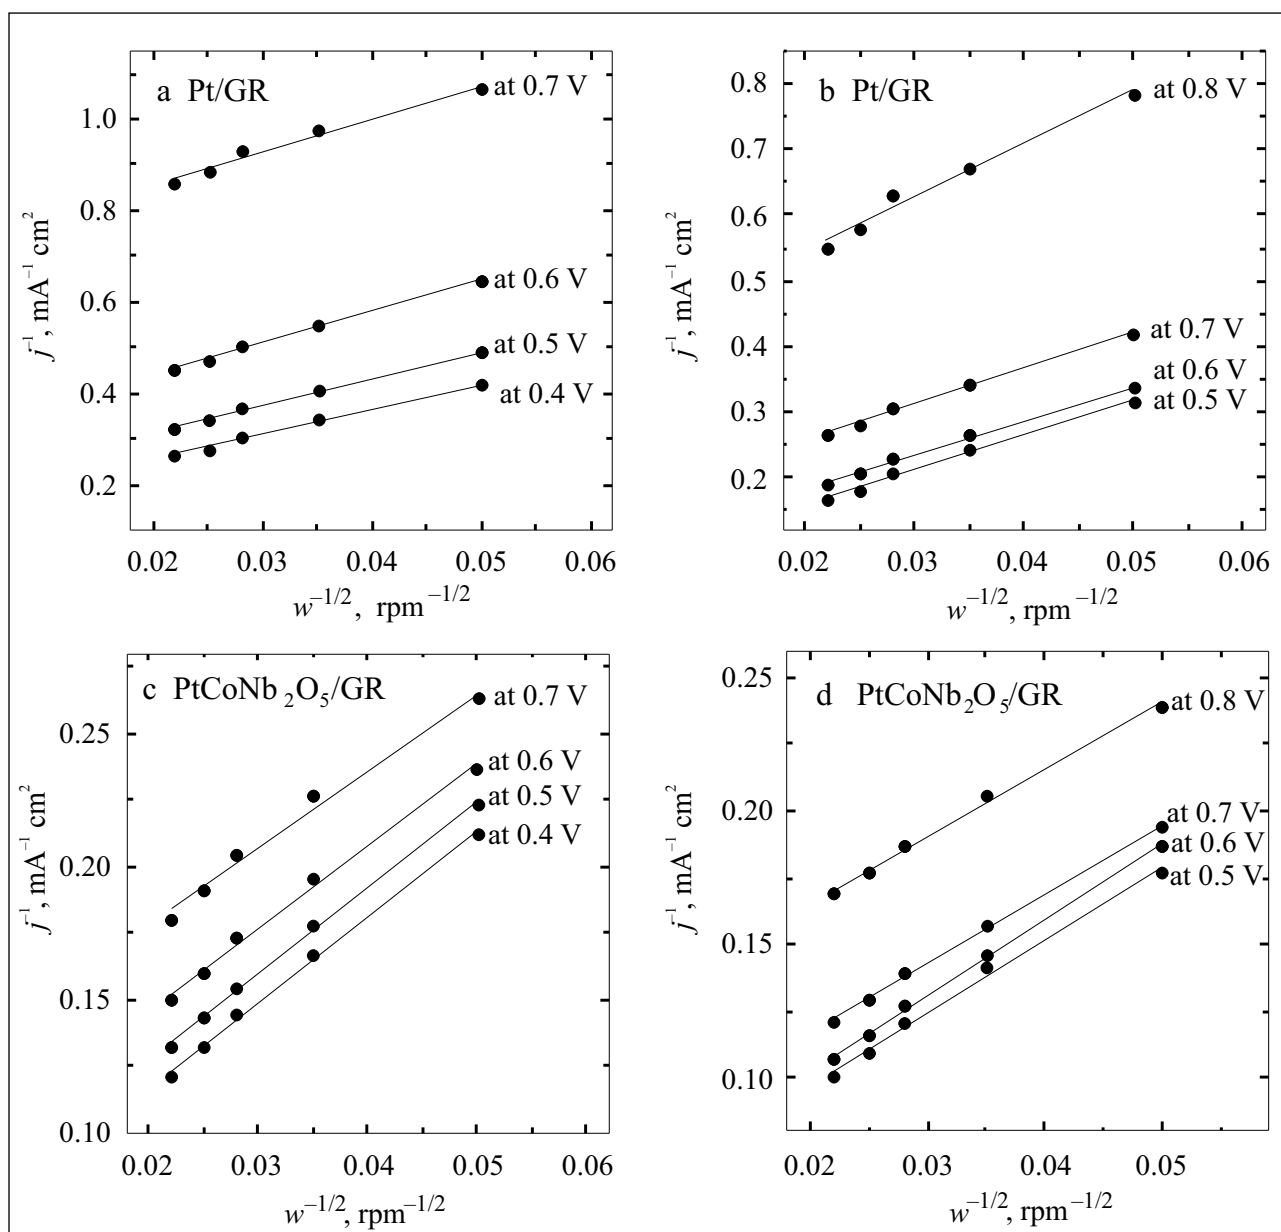 a Pt/GR
at 0.7 V
1.0
0.8
at 0.6 V
0.6
at 0.5 V
0.4
at 0.4 V
0.2
j⁻¹, mA⁻¹ cm²
0.02 0.03 0.04 0.05 0.06
w⁻¹/², rpm⁻¹/²
b Pt/GR
0.8
at 0.8 V
0.7
0.6
0.5
0.4
at 0.7 V
at 0.6 V
0.3
at 0.5 V
0.2
j⁻¹, mA⁻¹ cm²
0.02 0.03 0.04 0.05 0.06
w⁻¹/², rpm⁻¹/²
c PtCoNb₂O₅/GR
at 0.7 V
0.25
at 0.6 V
at 0.5 V
at 0.4 V
0.20
0.15
0.10
j⁻¹, mA⁻¹ cm²
0.02 0.03 0.04 0.05 0.06
w⁻¹/², rpm⁻¹/²
0.25
d PtCoNb₂O₅/GR
at 0.8 V
0.20
at 0.7 V
at 0.6 V
at 0.5 V
0.15
0.10
j⁻¹, mA⁻¹ cm²
0.02 0.03 0.04 0.05 0.06
w⁻¹/², rpm⁻¹/²